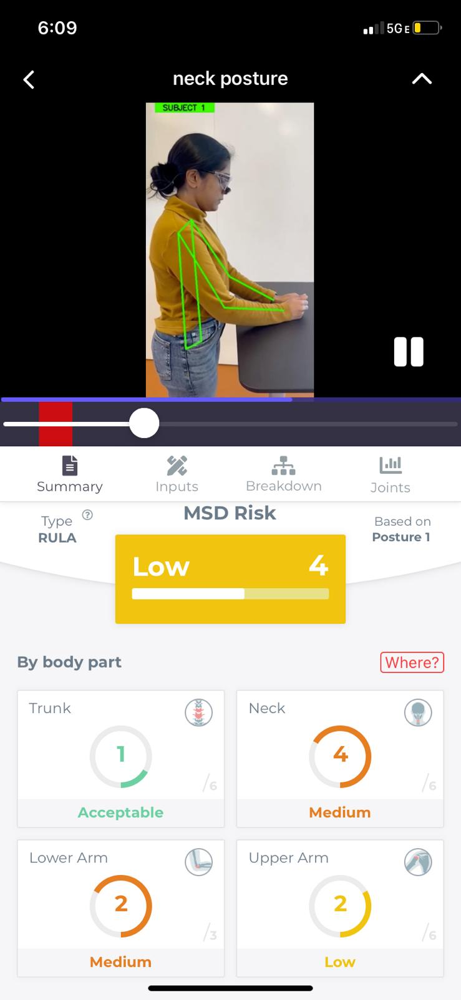 6:09
5G E
neck posture
SUBJECT 1
Summary
Inputs
Breakdown
Joints
Type
RULA
MSD Risk
Based on
Posture 1
Low 4
By body part
Where?
Trunk
1
/6
Acceptable
Neck
4
/6
Medium
Lower Arm
2
/3
Medium
Upper Arm
2
/6
Low